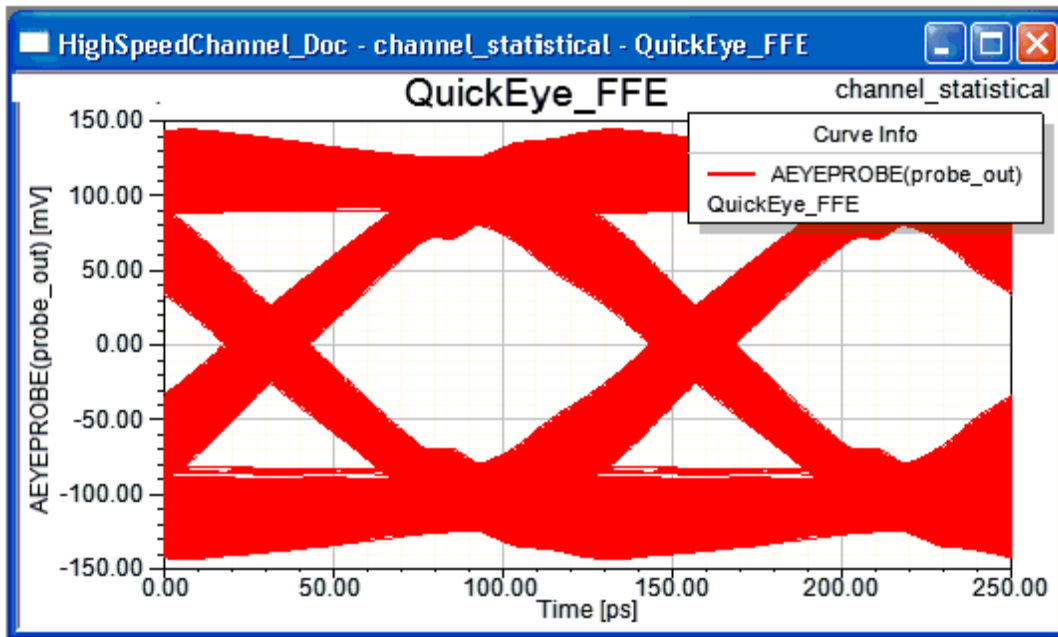 HighSpeedChannel_Doc - channel_statistical - QuickEye_FFE
QuickEye_FFE
channel_statistical
Curve Info
AEYEPROBE(probe_out)
QuickEye_FFE
AEYEPROBE(probe_out) [mV]
150.00
100.00
50.00
0.00
-50.00
-100.00
-150.00
0.00 50.00 100.00 150.00 200.00 250.00
Time [ps]